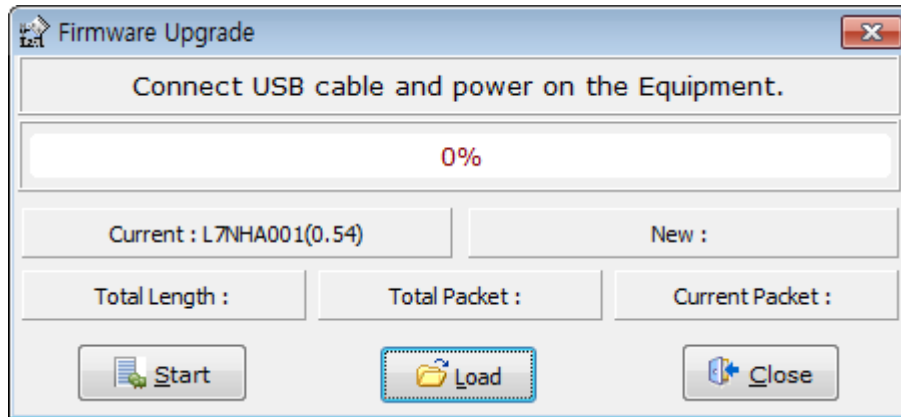 Firmware Upgrade
Connect USB cable and power on the Equipment.
0%
Current : L7NHA001(0.54)
New :
Total Length :
Total Packet :
Current Packet :
Start
Load
Close